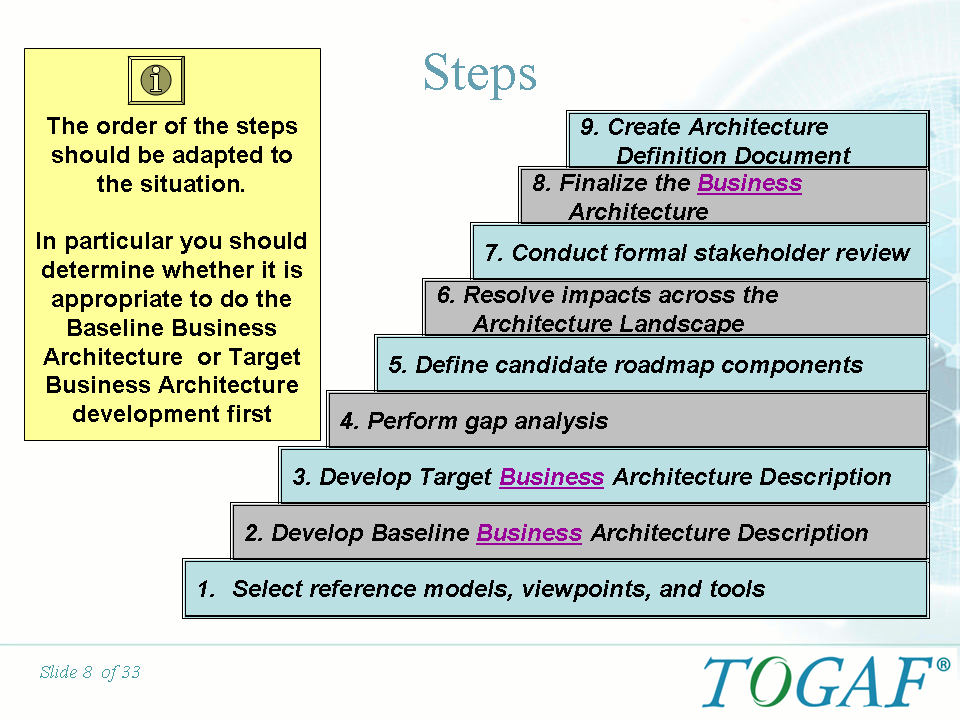 Steps
i
The order of the steps
should be adapted to
the situation.
In particular you should
determine whether it is
appropriate to do the
Baseline Business
Architecture or Target
Business Architecture
development first
9. Create Architecture
Definition Document
8. Finalize the Business
Architecture
7. Conduct formal stakeholder review
6. Resolve impacts across the
Architecture Landscape
5. Define candidate roadmap components
4. Perform gap analysis
3. Develop Target Business Architecture Description
2. Develop Baseline Business Architecture Description
1. Select reference models, viewpoints, and tools
Slide 8 of 33
TOGAF®